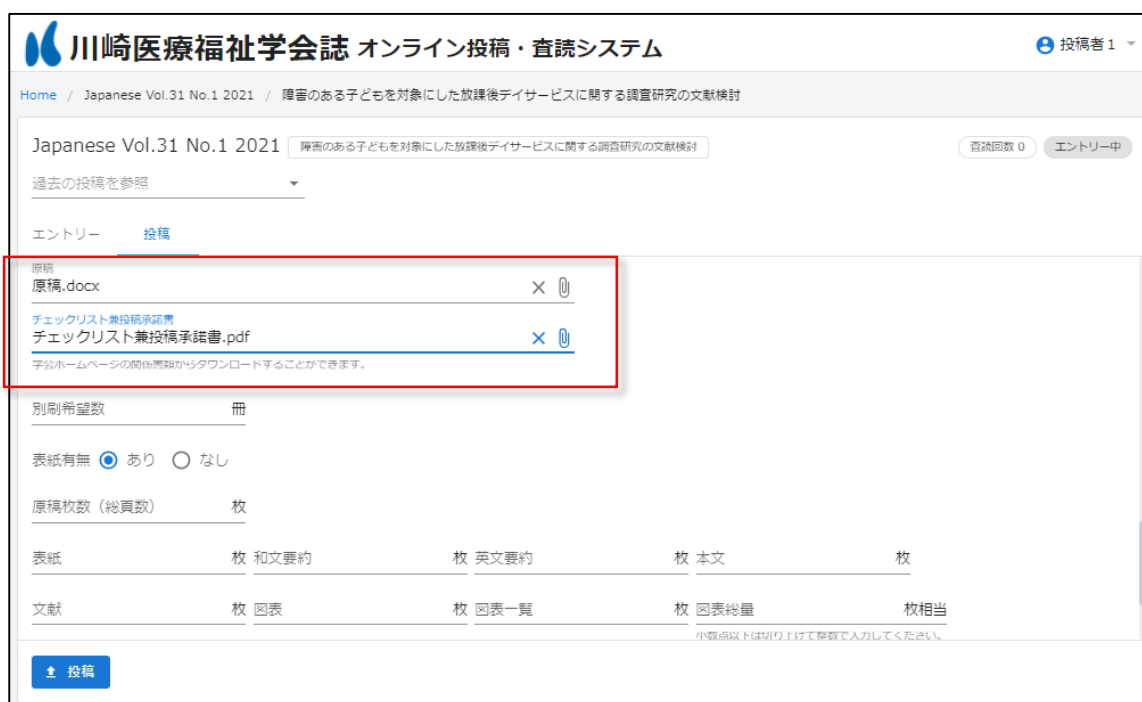 川崎医療福祉学会誌 オンライン投稿・査読システム
投稿者1
Home / Japanese Vol.31 No.1 2021 / 障害のある子どもを対象にした放課後デイサービスに関する調査研究の文献検討
Japanese Vol.31 No.1 2021 障害のある子どもを対象にした放課後デイサービスに関する調査研究の文献検討
査読回数 0 エントリー中
過去の投稿を参照
エントリー 投稿
原稿
原稿.docx
チェックリスト兼投稿承諾書
チェックリスト兼投稿承諾書.pdf
学会ホームページの関係書類からダウンロードすることができます。
別刷希望数 冊
表紙有無 あり なし
原稿枚数（総頁数） 枚
表紙 枚 和文要約 枚 英文要約 枚 本文 枚
文献 枚 図表 枚 図表一覧 枚 図表総量 枚相当
小数点以下は切り上げて整数で入力してください。
投稿